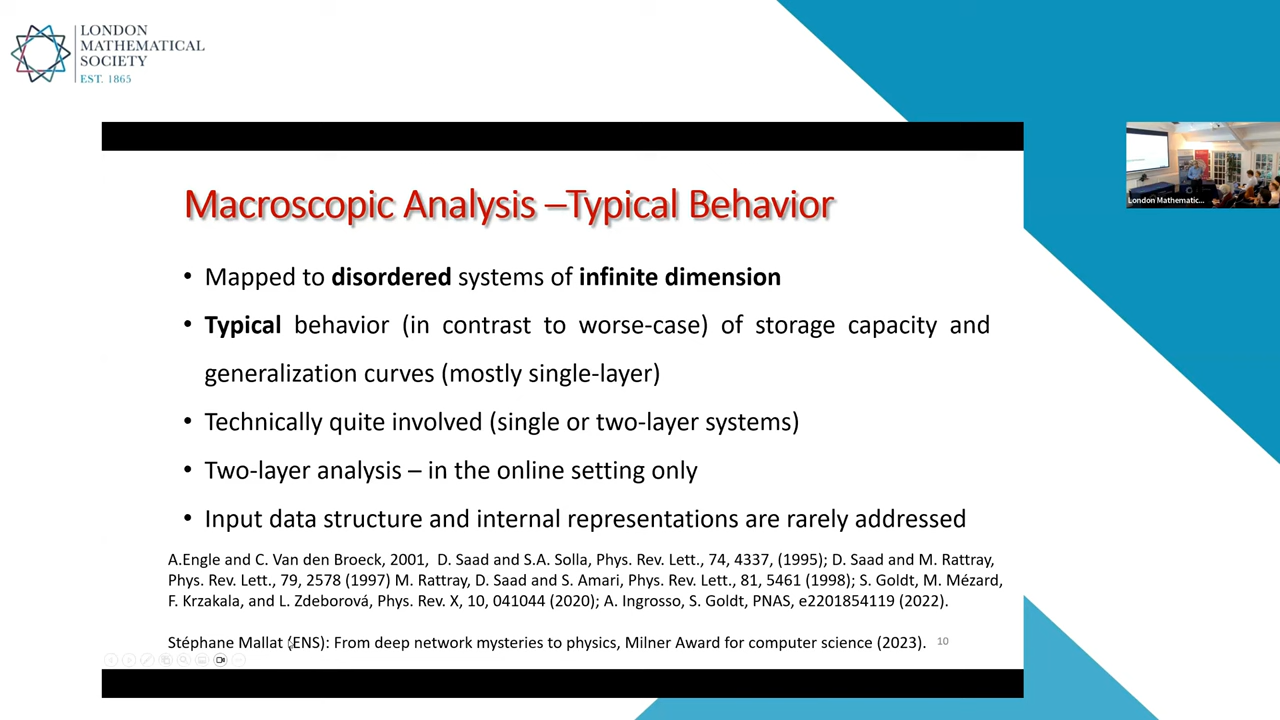 LONDON
MATHEMATICAL
SOCIETY
EST. 1865
Macroscopic Analysis –Typical Behavior
• Mapped to disordered systems of infinite dimension
• Typical behavior (in contrast to worse-case) of storage capacity and
generalization curves (mostly single-layer)
• Technically quite involved (single or two-layer systems)
• Two-layer analysis – in the online setting only
• Input data structure and internal representations are rarely addressed
A.Engle and C. Van den Broeck, 2001, D. Saad and S.A. Solla, Phys. Rev. Lett., 74, 4337, (1995); D. Saad and M. Rattray,
Phys. Rev. Lett., 79, 2578 (1997) M. Rattray, D. Saad and S. Amari, Phys. Rev. Lett., 81, 5461 (1998); S. Goldt, M. Mézard,
F. Krzakala, and L. Zdeborová, Phys. Rev. X, 10, 041044 (2020); A. Ingrosso, S. Goldt, PNAS, e2201854119 (2022).
Stéphane Mallat (ENS): From deep network mysteries to physics, Milner Award for computer science (2023).
10
London Mathematic...